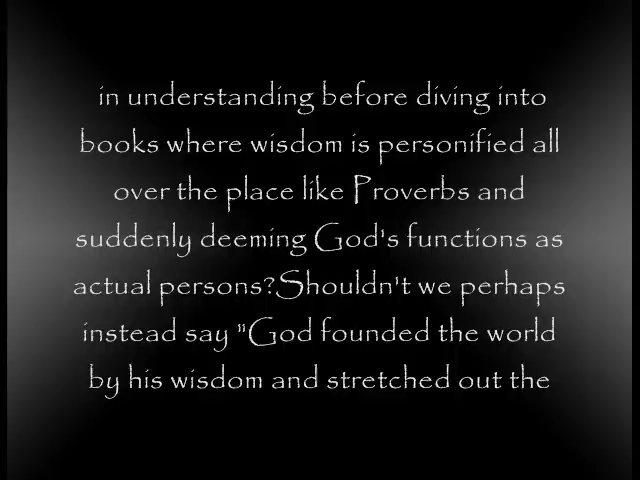 in understanding before diving into
books where wisdom is personified all
over the place like Proverbs and
suddenly deeming God's functions as
actual persons?Shouldn't we perhaps
instead say "God founded the world
by his wisdom and stretched out the